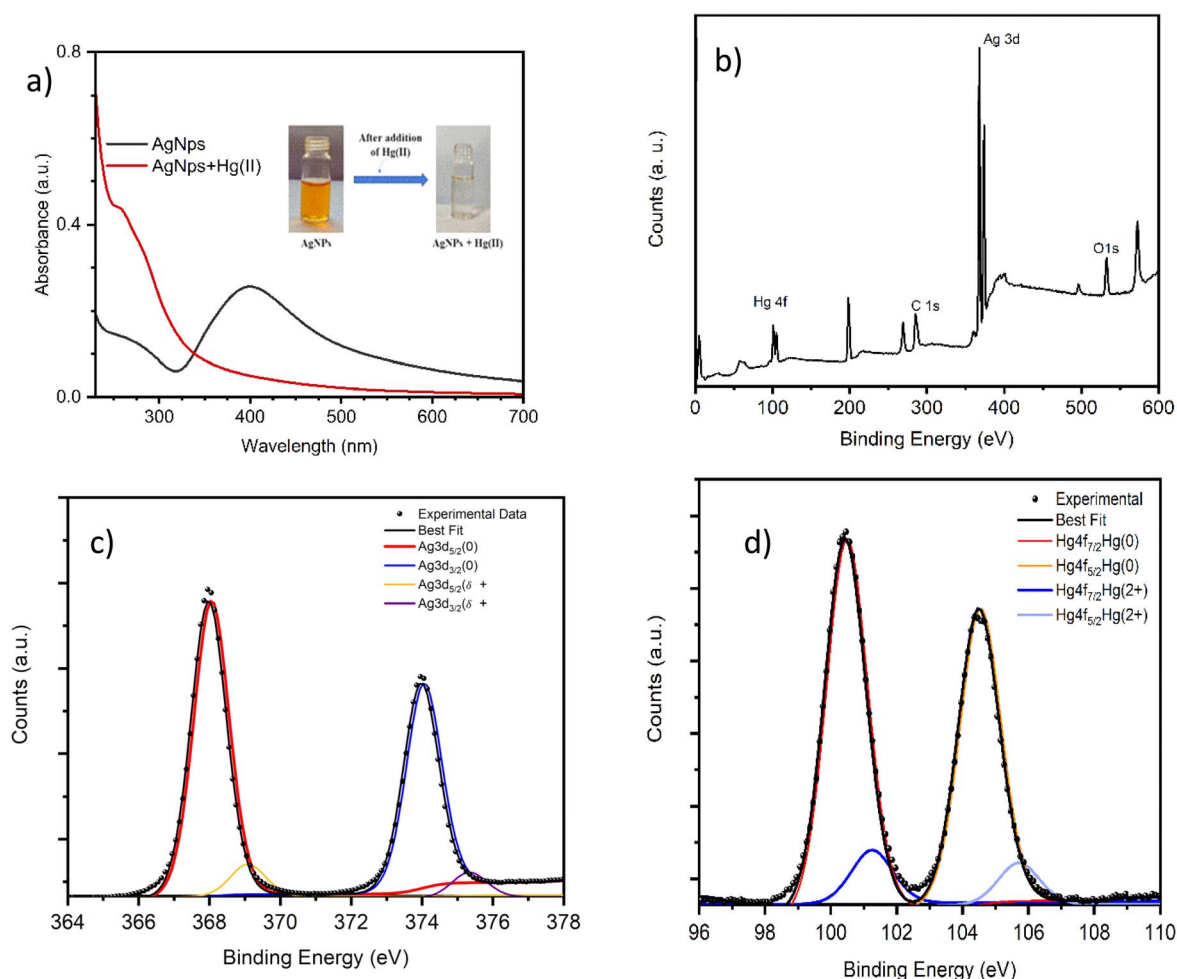 a)
0.8
0.4
0.0
Absorbance (a.u.)
AgNps
AgNps+Hg(II)
After addition
of Hg(II)
AgNPs
AgNPs + Hg(II)
300 400 500 600 700
Wavelength (nm)
b)
Counts (a. u.)
Ag 3d
Hg 4f
C 1s
O1s
0 100 200 300 400 500 600
Binding Energy (eV)
c)
Counts (a.u.)
Experimental Data
Best Fit
Ag3d5/2(0)
Ag3d3/2(0)
Ag3d5/2(δ +
Ag3d3/2(δ +
364 366 368 370 372 374 376 378
Binding Energy (eV)
d)
Counts (a.u.)
Experimental
Best Fit
Hg4f7/2Hg(0)
Hg4f5/2Hg(0)
Hg4f7/2Hg(2+)
Hg4f5/2Hg(2+)
96 98 100 102 104 106 108 110
Binding Energy (eV)